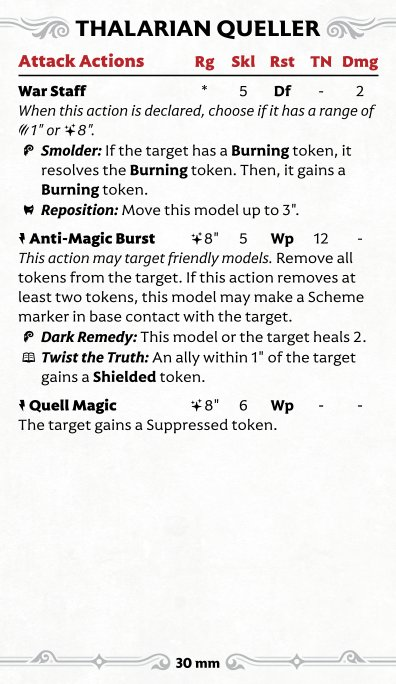 THALARIAN QUELLER
Attack Actions Rg Skl Rst TN Dmg
War Staff * 5 Df - 2
When this action is declared, choose if it has a range of
1" or 8".
Smolder: If the target has a Burning token, it
resolves the Burning token. Then, it gains a
Burning token.
Reposition: Move this model up to 3".
Anti-Magic Burst 8" 5 Wp 12 -
This action may target friendly models. Remove all
tokens from the target. If this action removes at
least two tokens, this model may make a Scheme
marker in base contact with the target.
Dark Remedy: This model or the target heals 2.
Twist the Truth: An ally within 1" of the target
gains a Shielded token.
Quell Magic 8" 6 Wp - -
The target gains a Suppressed token.
30 mm